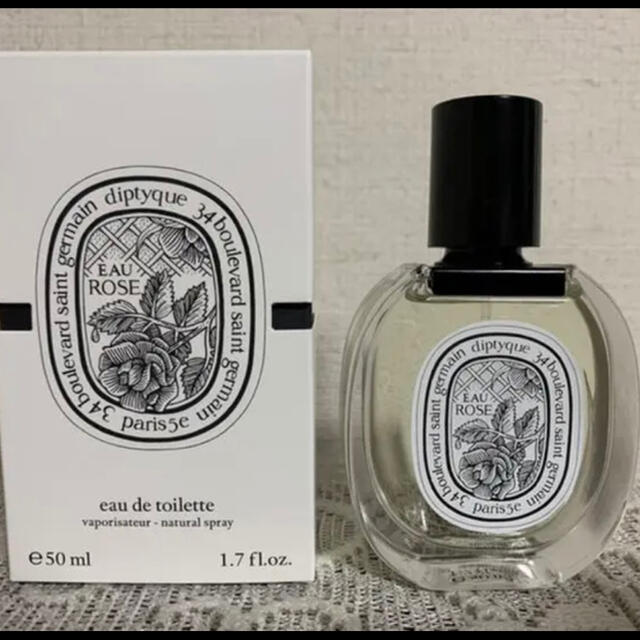 34 boulevard saint germain diptyque 34 boulevard saint germain
paris 5e
EAU
ROSE
eau de toilette
vaporisateur - natural spray
e 50 ml
1.7 fl.oz.
34 boulevard saint germain diptyque 34 boulevard saint germain
paris 5e
EAU
ROSE